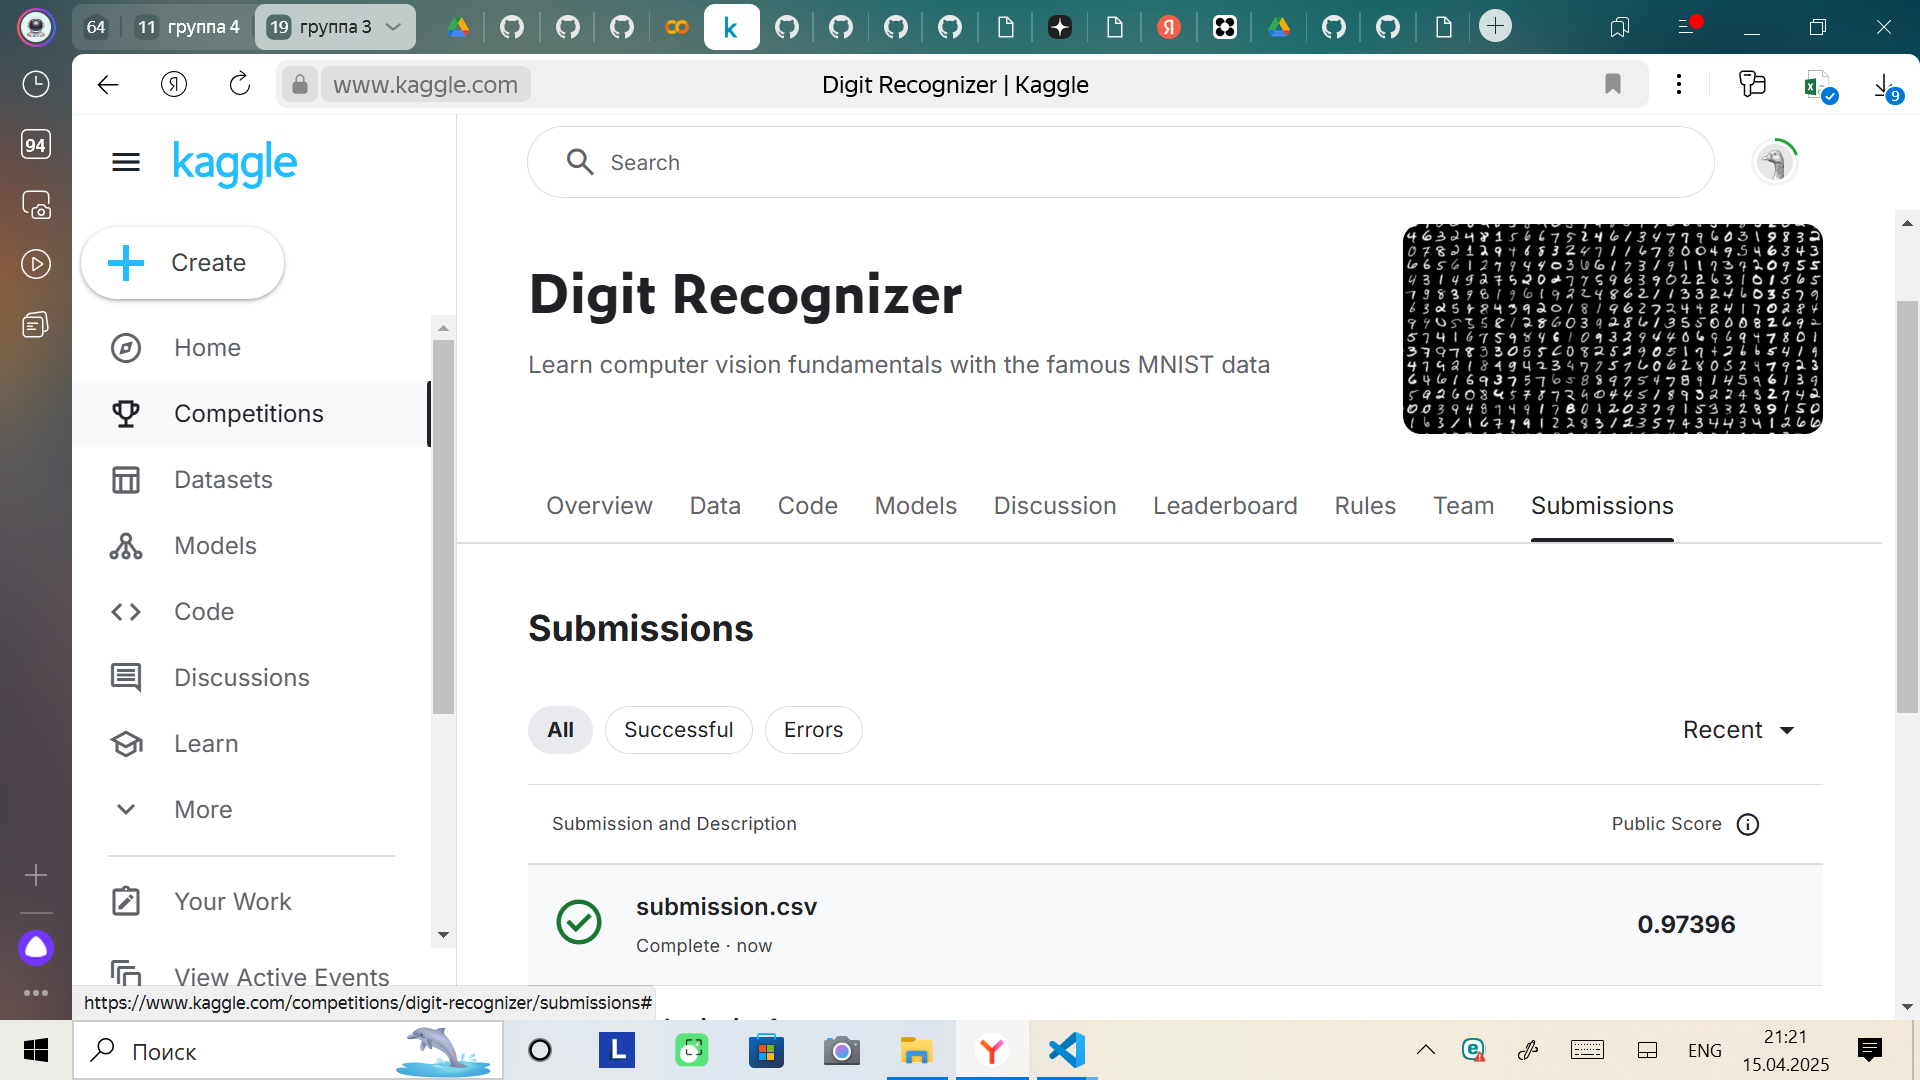 64
11 группа 4
19 группа 3
www.kaggle.com
Digit Recognizer | Kaggle
9
94
kaggle
Search
Create
Home
Competitions
Datasets
Models
Code
Discussions
Learn
More
Your Work
View Active Events
https://www.kaggle.com/competitions/digit-recognizer/submissions#
Digit Recognizer
Learn computer vision fundamentals with the famous MNIST data
Overview Data Code Models Discussion Leaderboard Rules Team Submissions
Submissions
All Successful Errors
Recent
Submission and Description
Public Score
submission.csv
Complete · now
0.97396
Поиск
L
ENG
21:21
15.04.2025